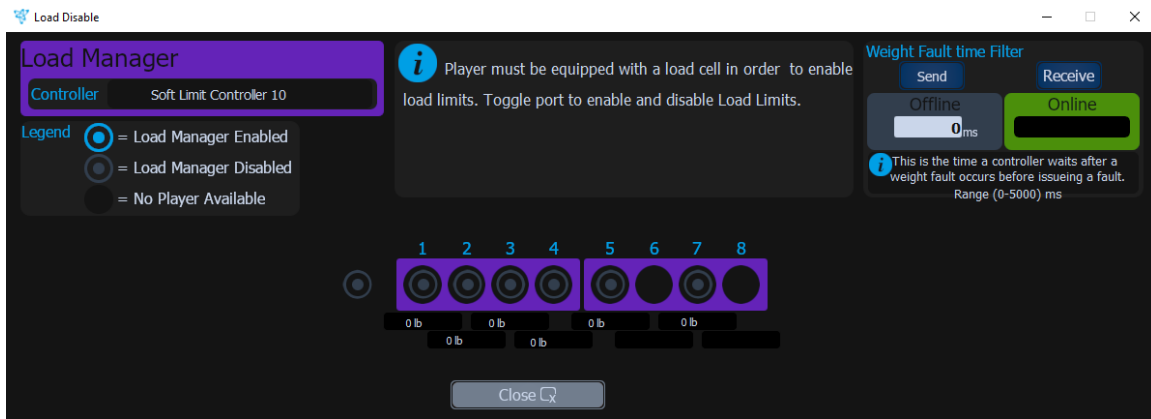 Load Disable
Load Manager
Controller Soft Limit Controller 10
Legend = Load Manager Enabled
= Load Manager Disabled
= No Player Available
i Player must be equipped with a load cell in order to enable
load limits. Toggle port to enable and disable Load Limits.
Weight Fault time Filter
Send Receive
Offline Online
0 ms
i This is the time a controller waits after a
weight fault occurs before issueing a fault.
Range (0-5000) ms
1 2 3 4 5 6 7 8
0 lb 0 lb 0 lb 0 lb
0 lb 0 lb
Close x